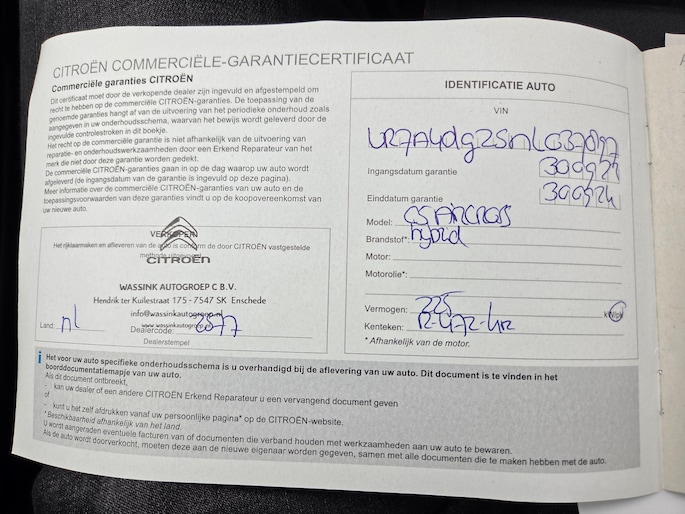 CITROËN COMMERCIËLE-GARANTIECERTIFICAAT
Commerciële garanties CITROËN
Dit certificaat moet door de verkopende dealer zijn ingevuld en afgestempeld om
recht te hebben op de commerciële CITROËN-garanties. De toepassing van de
genoemde garanties hangt af van de uitvoering van het periodieke onderhoud zoals
aangegeven in uw onderhoudsschema, waarvan het bewijs wordt geleverd door de
ingevulde controlestroken in dit boekje.
Het recht op de commerciële garantie is niet afhankelijk van de uitvoering van
reparatie- en onderhoudswerkzaamheden door een Erkend Reparateur van het
merk die niet door deze garantie worden gedekt.
De commerciële CITROËN-garanties gaan in op de dag waarop uw auto wordt
afgeleverd (de ingangsdatum van de garantie is ingevuld op deze pagina).
Meer informatie over de commerciële CITROËN-garanties van uw auto en de
toepassingsvoorwaarden van deze garanties vindt u op de koopovereenkomst van
uw nieuwe auto.
Het rijklaarmaken en afleveren van de auto is conform de door CITROËN vastgestelde
CITROËN
WASSINK AUTOGROEP C B.V.
Hendrik ter Kuilestraat 175 - 7547 SK Enschede
info@wassinkautogroep.nl
www.wassinkautogroep.nl
Land: nl
Dealercode:
Dealerstempel
IDENTIFICATIE AUTO
VIN
Ingangsdatum garantie
Einddatum garantie 300924
Model: C5 AIRCROSS
Brandstof*: hybrid
Motor:
Motorolie*:
Vermogen: 225 kW/pk
Kenteken:
* Afhankelijk van de motor.
i Het voor uw auto specifieke onderhoudsschema is u overhandigd bij de aflevering van uw auto. Dit document is te vinden in het
boorddocumentatiemapje van uw auto.
Als dit document ontbreekt,
- kan uw dealer of een andere CITROËN Erkend Reparateur u een vervangend document geven
of
- kunt u het zelf afdrukken vanaf uw persoonlijke pagina* op de CITROËN-website.
* Beschikbaarheid afhankelijk van het land.
U wordt aangeraden eventuele facturen van of documenten die verband houden met werkzaamheden aan uw auto te bewaren.
Als de auto wordt doorverkocht, moeten deze aan de nieuwe eigenaar worden gegeven, samen met alle documenten die te maken hebben met de auto.